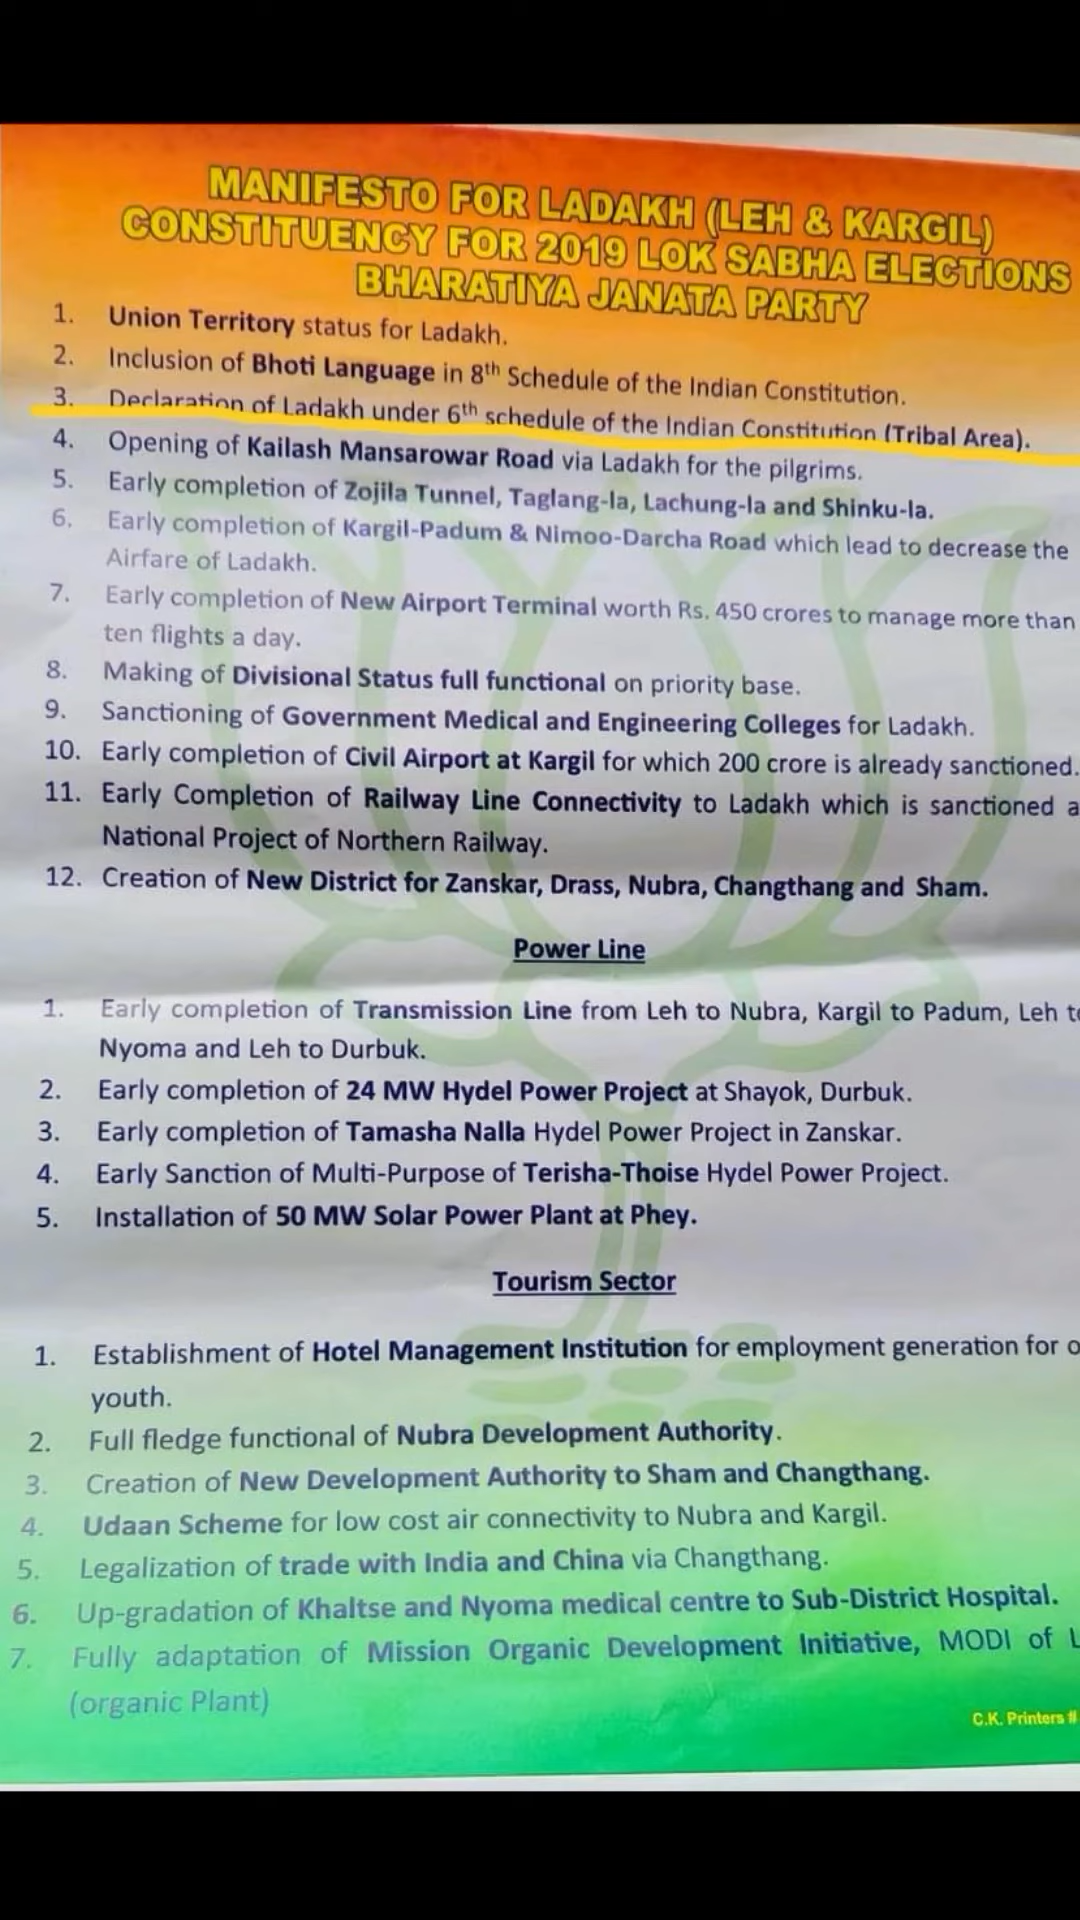 MANIFESTO FOR LADAKH (LEH & KARGIL)
CONSTITUENCY FOR 2019 LOK SABHA ELECTIONS
BHARATIYA JANATA PARTY
1. Union Territory status for Ladakh.
2. Inclusion of Bhoti Language in 8th Schedule of the Indian Constitution.
3. Declaration of Ladakh under 6th schedule of the Indian Constitution (Tribal Area).
4. Opening of Kailash Mansarowar Road via Ladakh for the pilgrims.
5. Early completion of Zojila Tunnel, Taglang-la, Lachung-la and Shinku-la.
6. Early completion of Kargil-Padum & Nimoo-Darcha Road which lead to decrease the
Airfare of Ladakh.
7. Early completion of New Airport Terminal worth Rs. 450 crores to manage more than
ten flights a day.
8. Making of Divisional Status full functional on priority base.
9. Sanctioning of Government Medical and Engineering Colleges for Ladakh.
10. Early completion of Civil Airport at Kargil for which 200 crore is already sanctioned.
11. Early Completion of Railway Line Connectivity to Ladakh which is sanctioned a
National Project of Northern Railway.
12. Creation of New District for Zanskar, Drass, Nubra, Changthang and Sham.
Power Line
1. Early completion of Transmission Line from Leh to Nubra, Kargil to Padum, Leh to
Nyoma and Leh to Durbuk.
2. Early completion of 24 MW Hydel Power Project at Shayok, Durbuk.
3. Early completion of Tamasha Nalla Hydel Power Project in Zanskar.
4. Early Sanction of Multi-Purpose of Terisha-Thoise Hydel Power Project.
5. Installation of 50 MW Solar Power Plant at Phey.
Tourism Sector
1. Establishment of Hotel Management Institution for employment generation for o
youth.
2. Full fledge functional of Nubra Development Authority.
3. Creation of New Development Authority to Sham and Changthang.
4. Udaan Scheme for low cost air connectivity to Nubra and Kargil.
5. Legalization of trade with India and China via Changthang.
6. Up-gradation of Khaltse and Nyoma medical centre to Sub-District Hospital.
7. Fully adaptation of Mission Organic Development Initiative, MODI of L
(organic Plant)
C.K. Printers #